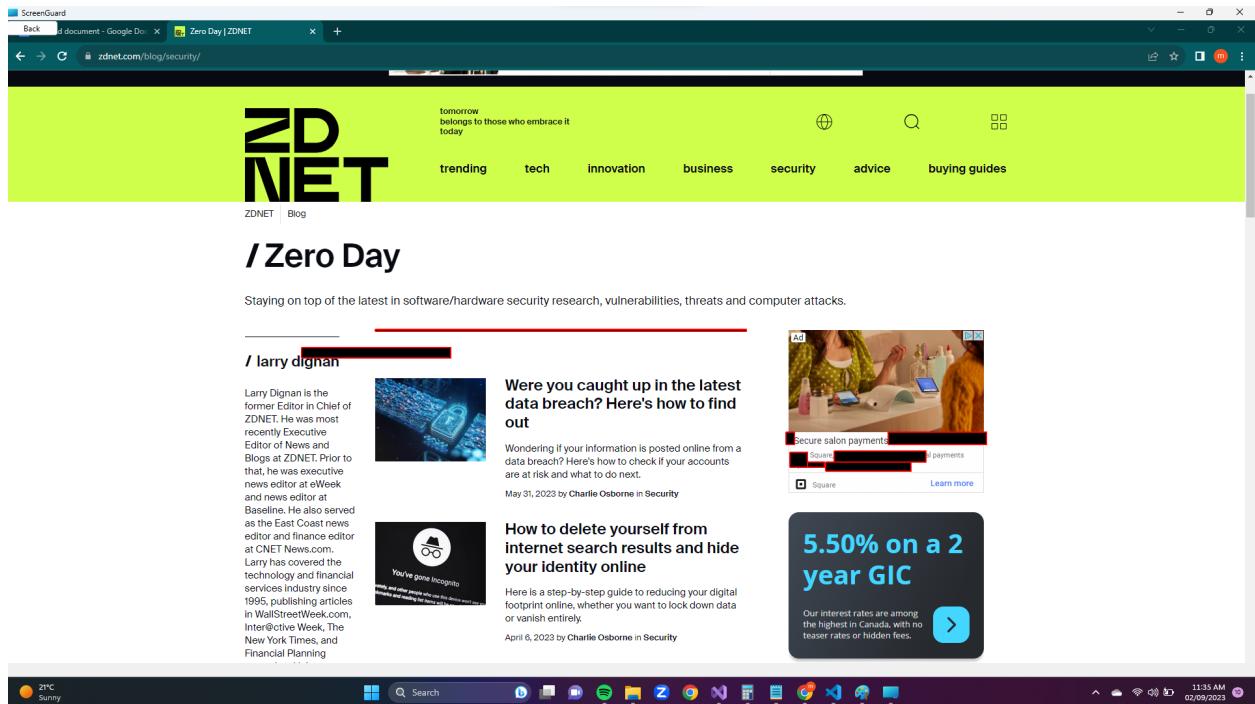 ScreenGuard
Back
d document - Google Doc
Zero Day | ZDNET
zdnet.com/blog/security/
m
ZD
NET
tomorrow
belongs to those who embrace it
today
trending tech innovation business security advice buying guides
ZDNET Blog
/ Zero Day
Staying on top of the latest in software/hardware security research, vulnerabilities, threats and computer attacks.
/ larry dignan
Larry Dignan is the
former Editor in Chief of
ZDNET. He was most
recently Executive
Editor of News and
Blogs at ZDNET. Prior to
that, he was executive
news editor at eWeek
and news editor at
Baseline. He also served
as the East Coast news
editor and finance editor
at CNET News.com.
Larry has covered the
technology and financial
services industry since
1995, publishing articles
in WallStreetWeek.com,
Inter@ctive Week, The
New York Times, and
Financial Planning
Were you caught up in the latest
data breach? Here's how to find
out
Wondering if your information is posted online from a
data breach? Here's how to check if your accounts
are at risk and what to do next.
May 31, 2023 by Charlie Osborne in Security
You've gone Incognito
How to delete yourself from
internet search results and hide
your identity online
Here is a step-by-step guide to reducing your digital
footprint online, whether you want to lock down data
or vanish entirely.
April 6, 2023 by Charlie Osborne in Security
Ad
Secure salon payments
Square, payments
Square Learn more
5.50% on a 2
year GIC
Our interest rates are among
the highest in Canada, with no
teaser rates or hidden fees.
21°C
Sunny
Search
11:35 AM
02/09/2023